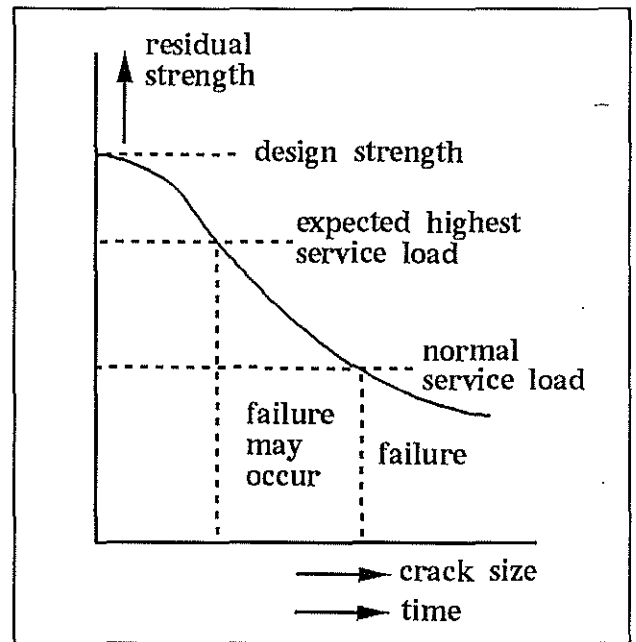 residual
strength
design strength
expected highest
service load
normal
service load
failure
may
occur
failure
crack size
time